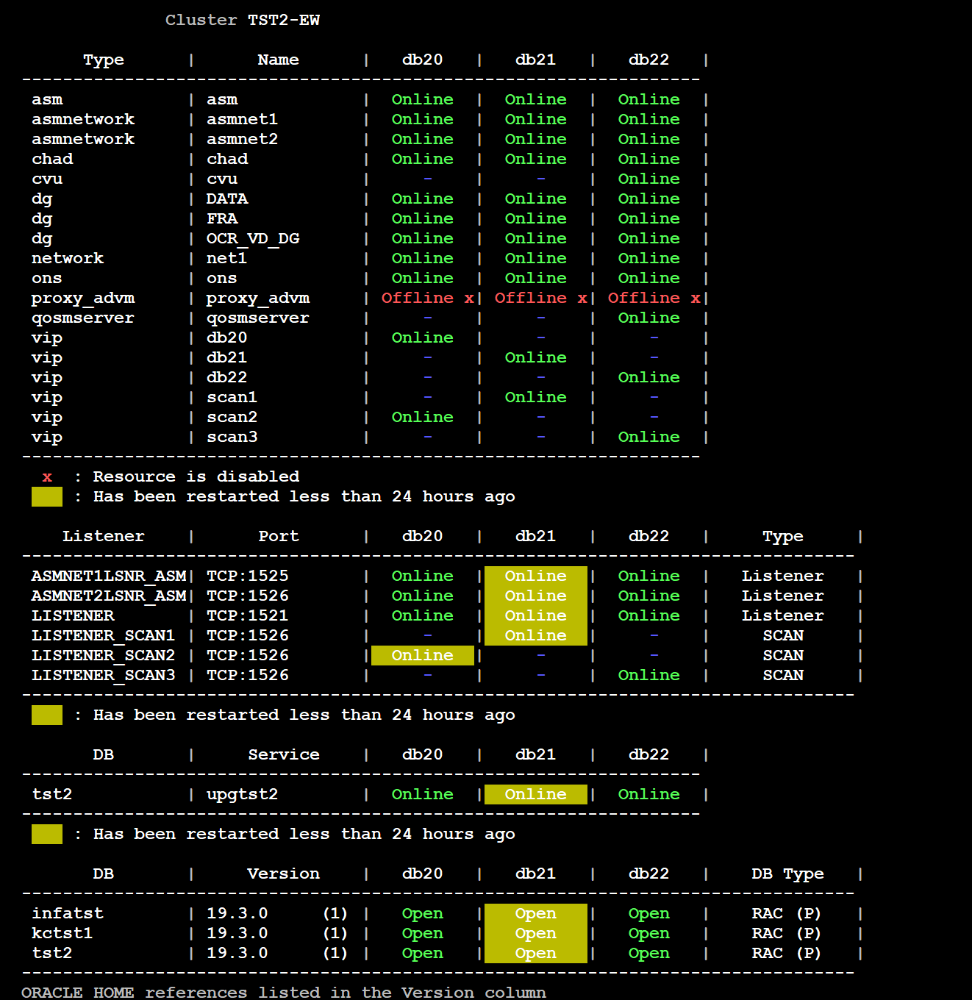 Cluster TST2-EW
Type | Name | db20 | db21 | db22 |
------------------------------------------------------------------
asm | asm | Online | Online | Online |
asmnetwork | asmnet1 | Online | Online | Online |
asmnetwork | asmnet2 | Online | Online | Online |
chad | chad | Online | Online | Online |
cvu | cvu | - | - | Online |
dg | DATA | Online | Online | Online |
dg | FRA | Online | Online | Online |
dg | OCR_VD_DG | Online | Online | Online |
network | net1 | Online | Online | Online |
ons | ons | Online | Online | Online |
proxy_advm | proxy_advm | Offline x| Offline x| Offline x|
qosmserver | qosmserver | - | - | Online |
vip | db20 | Online | - | - |
vip | db21 | - | Online | - |
vip | db22 | - | - | Online |
vip | scan1 | - | Online | - |
vip | scan2 | Online | - | - |
vip | scan3 | - | - | Online |
------------------------------------------------------------------
x : Resource is disabled
: Has been restarted less than 24 hours ago
Listener | Port | db20 | db21 | db22 | Type |
---------------------------------------------------------------------------------
ASMNET1LSNR_ASM| TCP:1525 | Online | Online | Online | Listener |
ASMNET2LSNR_ASM| TCP:1526 | Online | Online | Online | Listener |
LISTENER | TCP:1521 | Online | Online | Online | Listener |
LISTENER_SCAN1 | TCP:1526 | - | Online | - | SCAN |
LISTENER_SCAN2 | TCP:1526 | Online | - | - | SCAN |
LISTENER_SCAN3 | TCP:1526 | - | - | Online | SCAN |
---------------------------------------------------------------------------------
: Has been restarted less than 24 hours ago
DB | Service | db20 | db21 | db22 |
------------------------------------------------------------------
tst2 | upgtst2 | Online | Online | Online |
------------------------------------------------------------------
: Has been restarted less than 24 hours ago
DB | Version | db20 | db21 | db22 | DB Type |
---------------------------------------------------------------------------------
infatst | 19.3.0 (1) | Open | Open | Open | RAC (P) |
kctst1 | 19.3.0 (1) | Open | Open | Open | RAC (P) |
tst2 | 19.3.0 (1) | Open | Open | Open | RAC (P) |
---------------------------------------------------------------------------------
ORACLE_HOME references listed in the Version column